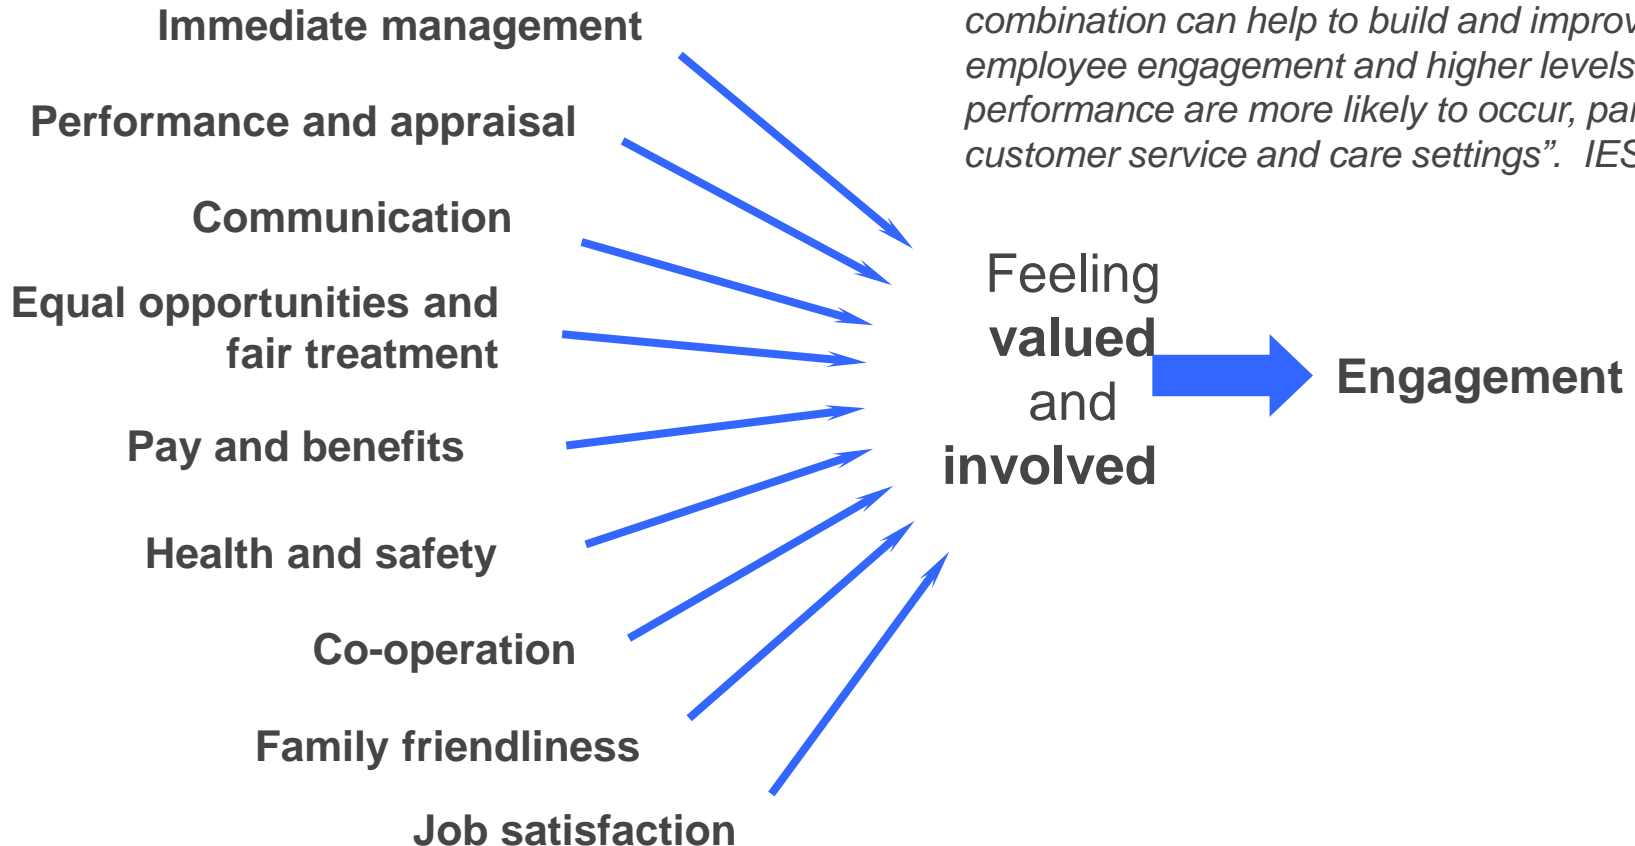 Immediate management
Performance and appraisal
Communication
Equal opportunities and
fair treatment
Pay and benefits
Health and safety
Co-operation
Family friendliness
Job satisfaction
combination can help to build and improv
employee engagement and higher levels
performance are more likely to occur, par
customer service and care settings”. IES
Feeling
valued
and
involved
Engagement